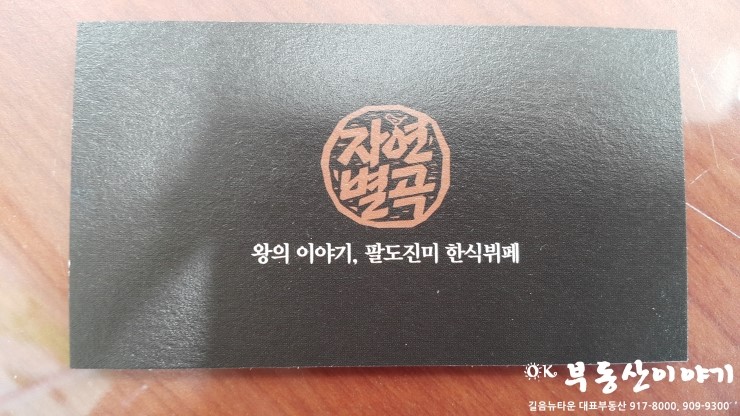 자연
별곡
왕의 이야기, 팔도진미 한식뷔페
OK 부동산이야기
길음뉴타운 대표부동산 917-8000, 909-9300